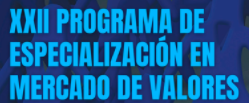 XXII PROGRAMA DE
ESPECIALIZACIÓN EN
MERCADO DE VALORES